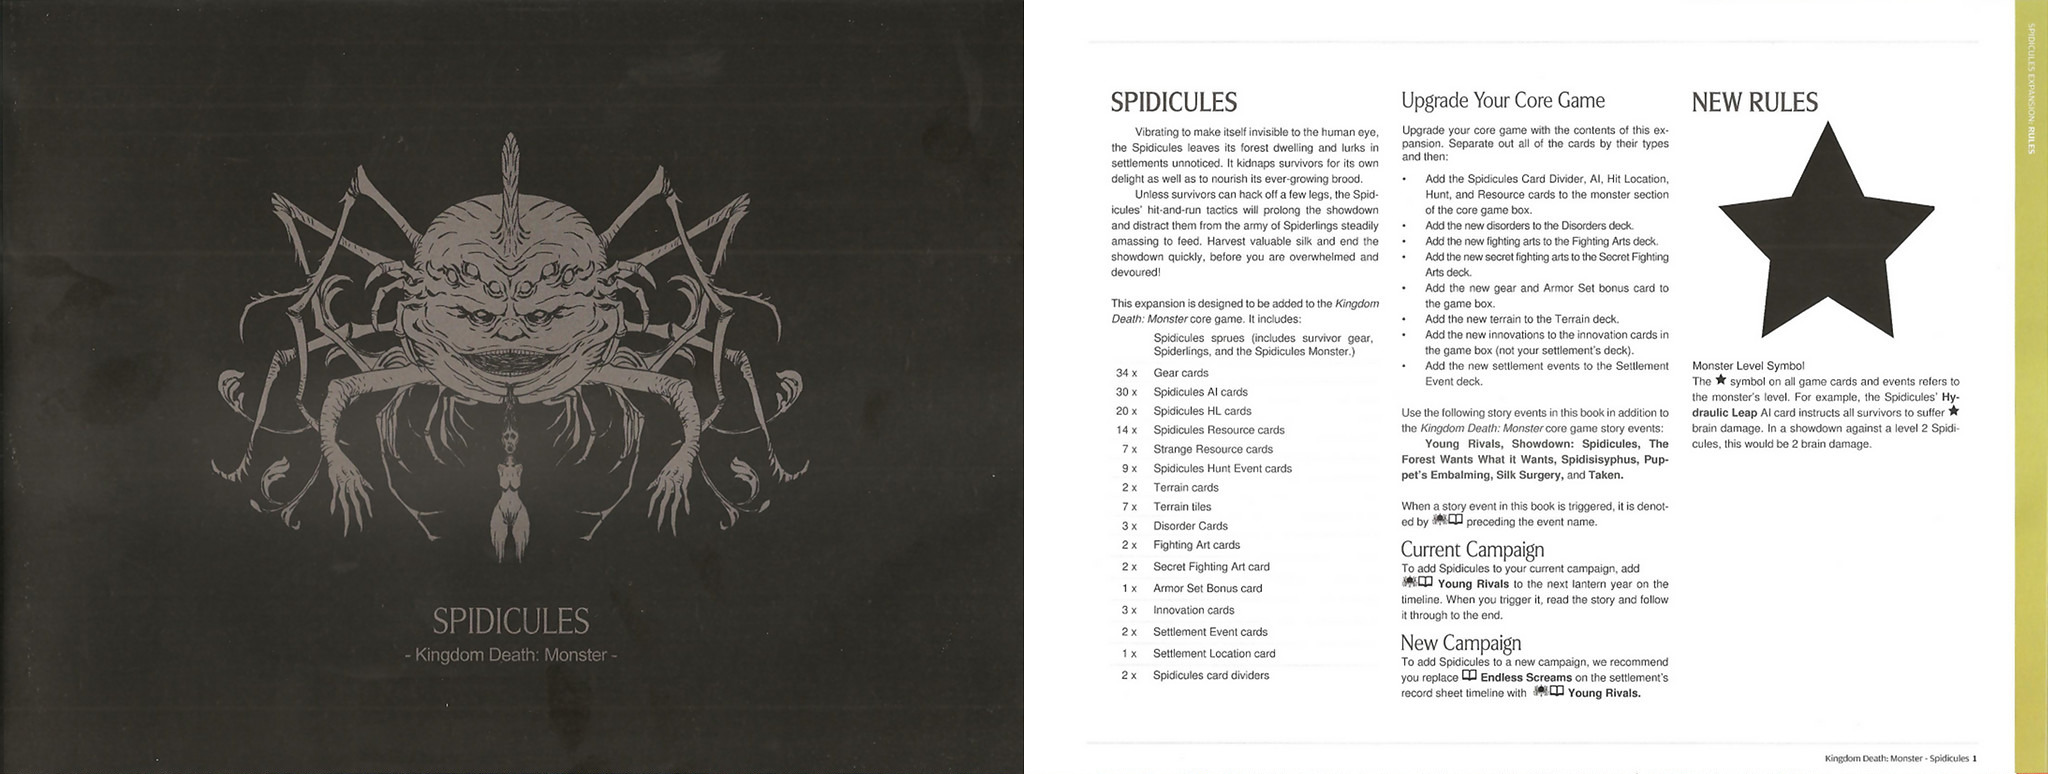 SPIDICULES
- Kingdom Death: Monster -
SPIDICULES
Vibrating to make itself invisible to the human eye,
the Spidicules leaves its forest dwelling and lurks in
settlements unnoticed. It kidnaps survivors for its own
delight as well as to nourish its ever-growing brood.
Unless survivors can hack off a few legs, the Spid-
icules' hit-and-run tactics will prolong the showdown
and distract them from the army of Spiderlings steadily
amassing to feed. Harvest valuable silk and end the
showdown quickly, before you are overwhelmed and
devoured!
This expansion is designed to be added to the Kingdom
Death: Monster core game. It includes:
Spidicules sprues (includes survivor gear,
Spiderlings, and the Spidicules Monster.)
34 x Gear cards
30 x Spidicules AI cards
20 x Spidicules HL cards
14 x Spidicules Resource cards
7 x Strange Resource cards
9 x Spidicules Hunt Event cards
2 x Terrain cards
7 x Terrain tiles
3 x Disorder Cards
2 x Fighting Art cards
2 x Secret Fighting Art card
1 x Armor Set Bonus card
3 x Innovation cards
2 x Settlement Event cards
1 x Settlement Location card
2 x Spidicules card dividers
Upgrade Your Core Game
Upgrade your core game with the contents of this ex-
pansion. Separate out all of the cards by their types
and then:
• Add the Spidicules Card Divider, AI, Hit Location,
Hunt, and Resource cards to the monster section
of the core game box.
• Add the new disorders to the Disorders deck.
• Add the new fighting arts to the Fighting Arts deck.
• Add the new secret fighting arts to the Secret Fighting
Arts deck.
• Add the new gear and Armor Set bonus card to
the game box.
• Add the new terrain to the Terrain deck.
• Add the new innovations to the innovation cards in
the game box (not your settlement's deck).
• Add the new settlement events to the Settlement
Event deck.
Use the following story events in this book in addition to
the Kingdom Death: Monster core game story events:
Young Rivals, Showdown: Spidicules, The
Forest Wants What it Wants, Spidisisyphus, Pup-
pet's Embalming, Silk Surgery, and Taken.
When a story event in this book is triggered, it is denot-
ed by preceding the event name.
Current Campaign
To add Spidicules to your current campaign, add
Young Rivals to the next lantern year on the
timeline. When you trigger it, read the story and follow
it through to the end.
New Campaign
To add Spidicules to a new campaign, we recommend
you replace Endless Screams on the settlement's
record sheet timeline with Young Rivals.
NEW RULES
Monster Level Symbol
The ★ symbol on all game cards and events refers to
the monster's level. For example, the Spidicules' Hy-
draulic Leap AI card instructs all survivors to suffer ★
brain damage. In a showdown against a level 2 Spidi-
cules, this would be 2 brain damage.
SPIDICULES EXPANSION: RULES
Kingdom Death: Monster - Spidicules 1